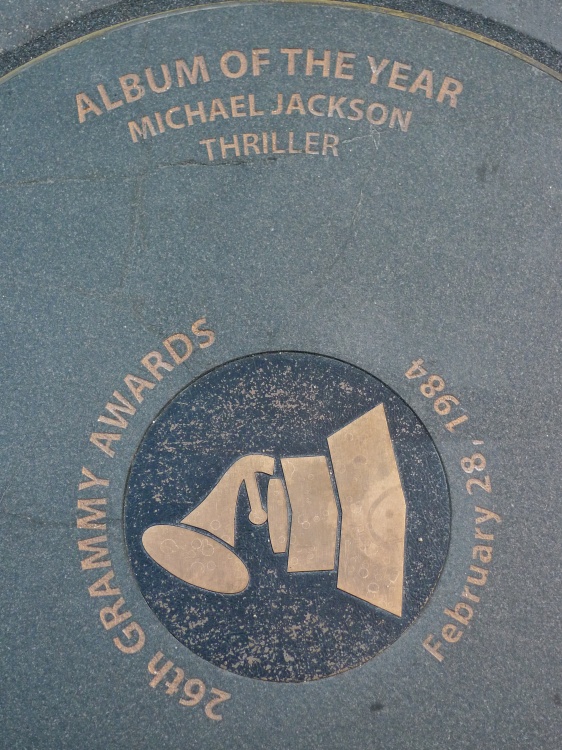 ALBUM OF THE YEAR
MICHAEL JACKSON
THRILLER
26th GRAMMY AWARDS
February 28, 1984